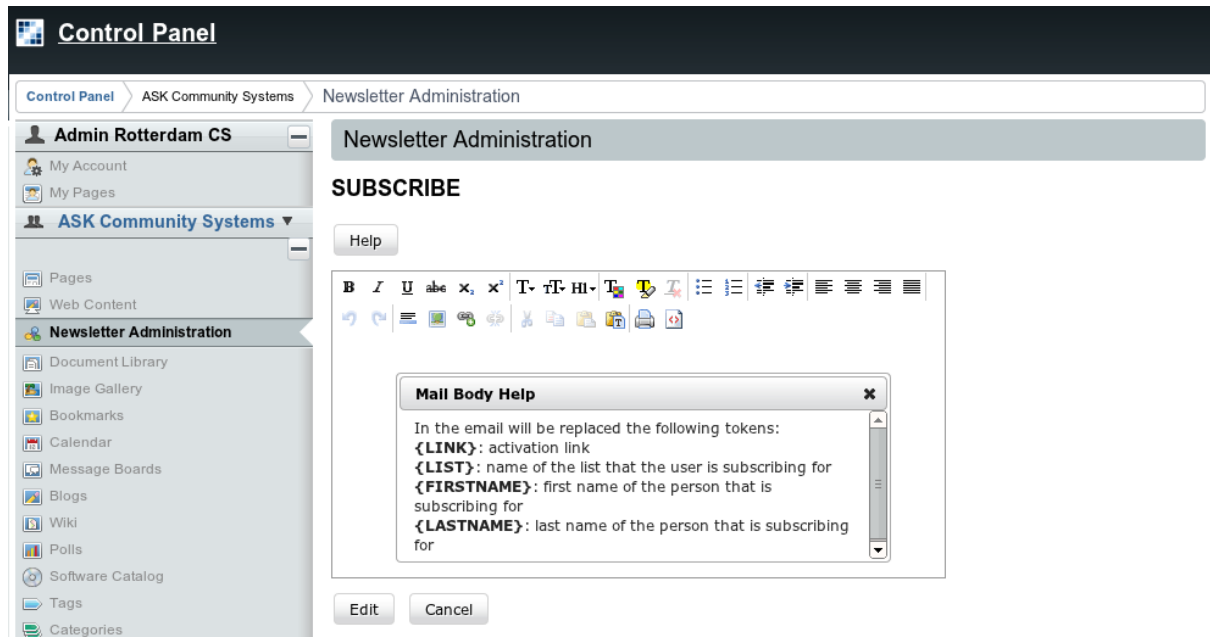 Control Panel
Control Panel
ASK Community Systems
Newsletter Administration
Admin Rotterdam CS
My Account
My Pages
ASK Community Systems
Pages
Web Content
Newsletter Administration
Document Library
Image Gallery
Bookmarks
Calendar
Message Boards
Blogs
Wiki
Polls
Software Catalog
Tags
Categories
Newsletter Administration
SUBSCRIBE
Help
B I U abc x₂ x² T T H1
Mail Body Help
In the email will be replaced the following tokens:
{LINK}: activation link
{LIST}: name of the list that the user is subscribing for
{FIRSTNAME}: first name of the person that is
subscribing for
{LASTNAME}: last name of the person that is subscribing
for
Edit
Cancel